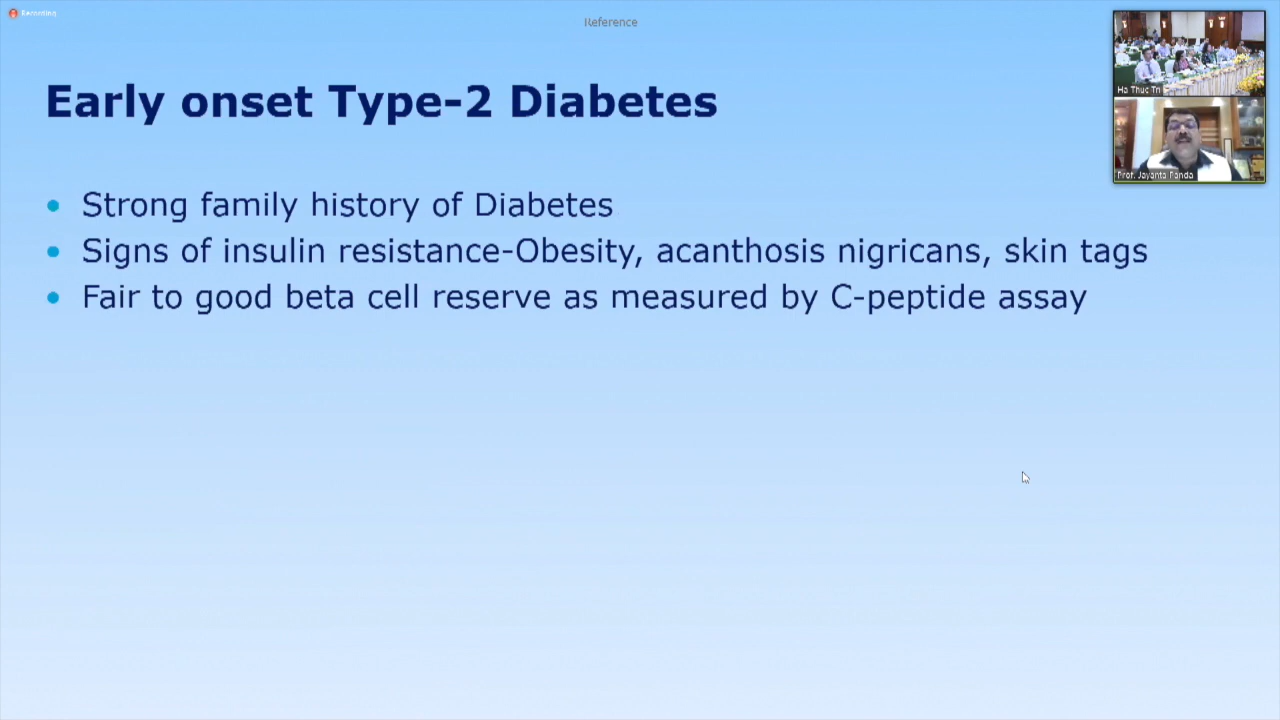 Recording
Reference
Early onset Type-2 Diabetes
Ha Thuc Tri
Prof. Jayanta Panda
• Strong family history of Diabetes
• Signs of insulin resistance-Obesity, acanthosis nigricans, skin tags
• Fair to good beta cell reserve as measured by C-peptide assay